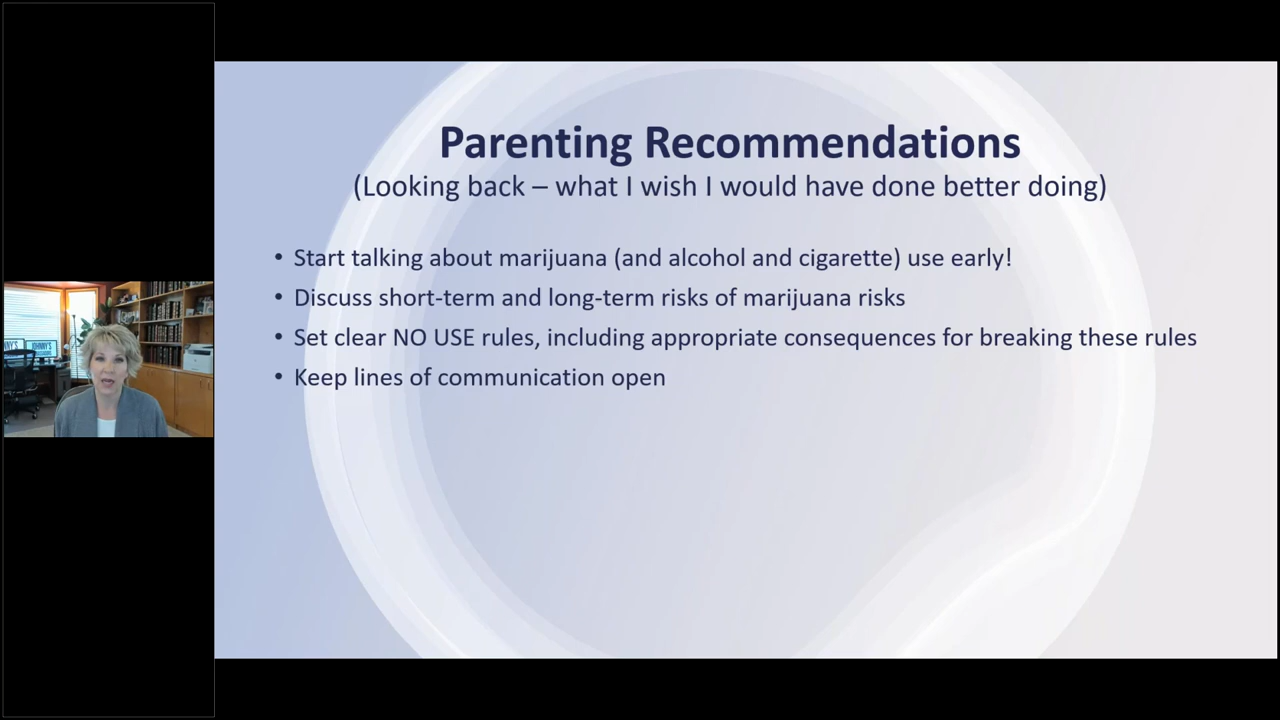 Parenting Recommendations
(Looking back – what I wish I would have done better doing)
• Start talking about marijuana (and alcohol and cigarette) use early!
• Discuss short-term and long-term risks of marijuana risks
• Set clear NO USE rules, including appropriate consequences for breaking these rules
• Keep lines of communication open
JOHNNY'S